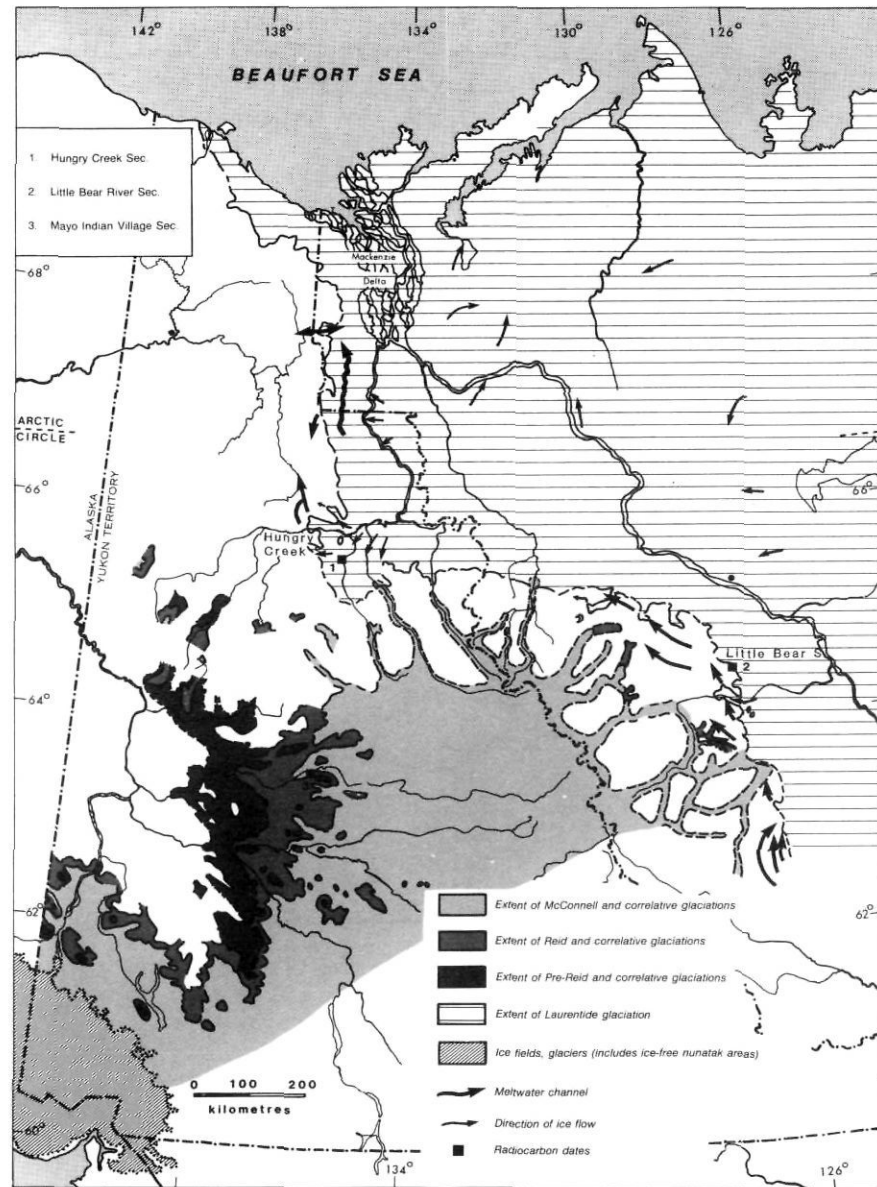 142° 138° 134° 130° 126°
BEAUFORT SEA
1. Hungry Creek Sec.
2. Little Bear River Sec.
3. Mayo Indian Village Sec.
68°
Mackenzie
Delta
ARCTIC
CIRCLE
66° 66°
ALASKA
YUKON TERRITORY
Hungry
Creek
1
Little Bear S.
2
64°
62° 62°
Extent of McConnell and correlative glaciations
Extent of Reid and correlative glaciations
Extent of Pre-Reid and correlative glaciations
Extent of Laurentide glaciation
Ice fields, glaciers (includes ice-free nunatak areas)
0 100 200
kilometres
Meltwater channel
Direction of ice flow
Radiocarbon dates
60°
134° 126°